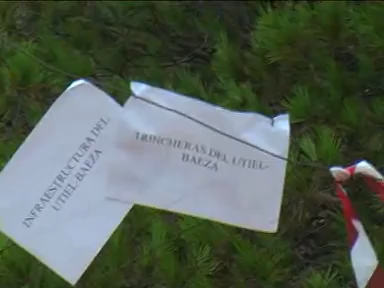 INFRAESTRUCTURA DEL
UTIEL-BAEZA
TRINCHERAS DEL UTIEL-
BAEZA